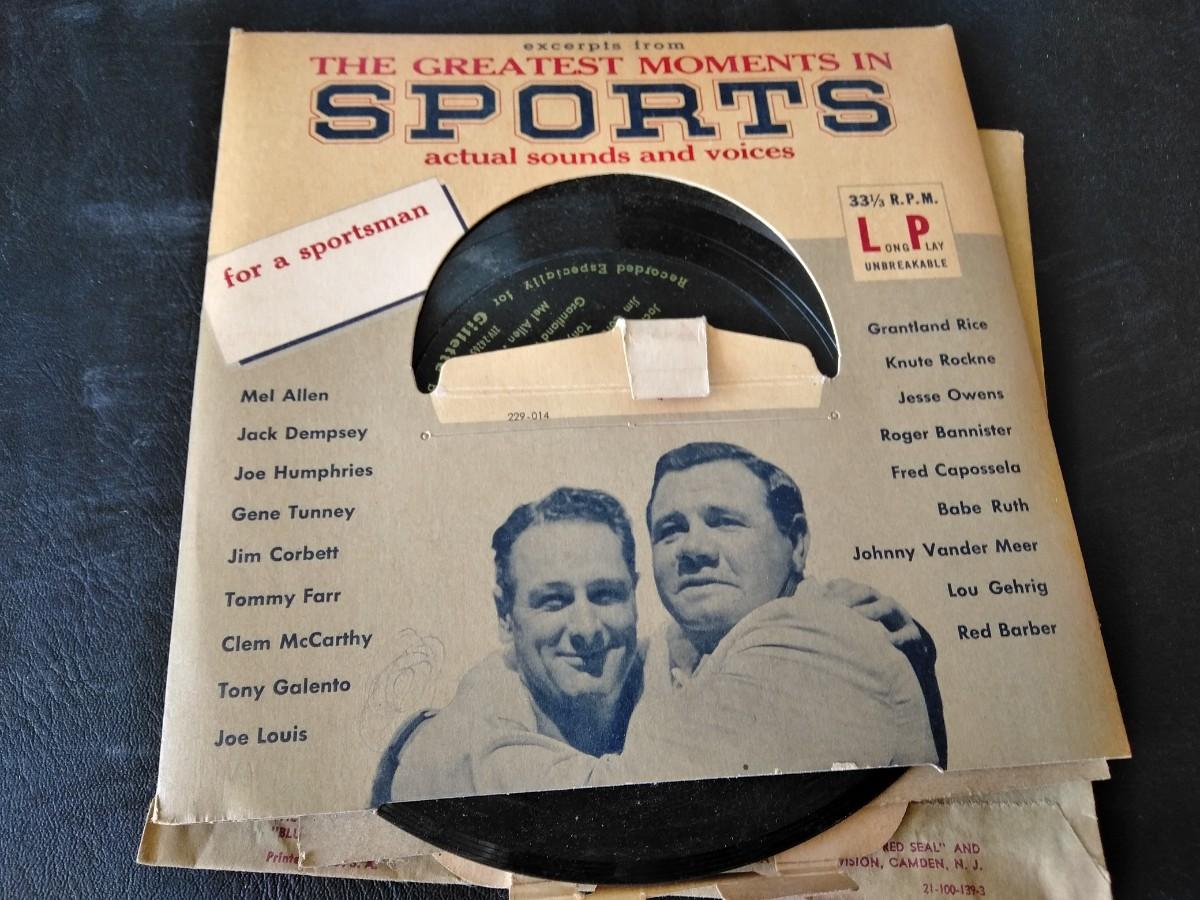 excerpts from
THE GREATEST MOMENTS IN
SPORTS
actual sounds and voices
for a sportsman
33⅓ R.P.M.
LONG PLAY
UNBREAKABLE
Recorded Especially for
Gillette
Mel Allen
Grantland
Jim
229-014
Mel Allen
Jack Dempsey
Joe Humphries
Gene Tunney
Jim Corbett
Tommy Farr
Clem McCarthy
Tony Galento
Joe Louis
Grantland Rice
Knute Rockne
Jesse Owens
Roger Bannister
Fred Capossela
Babe Ruth
Johnny Vander Meer
Lou Gehrig
Red Barber
RED SEAL" AND
CAMDEN, N. J.
21-100-139-3